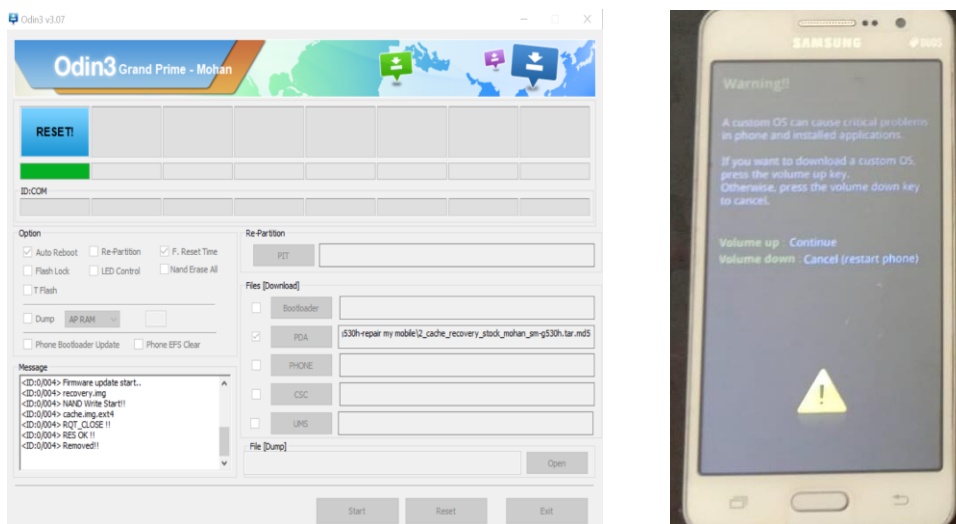 Odin3 v3.07
Odin3 Grand Prime - Mohan
RESET!
ID:COM
Option
Auto Reboot
Re-Partition
F. Reset Time
Flash Lock
LED Control
Nand Erase All
T Flash
Dump
AP RAM
Phone Bootloader Update
Phone EFS Clear
Message
<ID:0/004> Firmware update start..
<ID:0/004> recovery.img
<ID:0/004> NAND Write Start!!
<ID:0/004> cache.img.ext4
<ID:0/004> RQT_CLOSE !!
<ID:0/004> RES OK !!
<ID:0/004> Removed!!
Re-Partition
PIT
Files [Download]
Bootloader
PDA
530h-repair my mobile\2_cache_recovery_stock_mohan_sm-g530h.tar.md5
PHONE
CSC
UMS
File [Dump]
Open
Start
Reset
Exit
SAMSUNG
Warning!!
A custom OS can cause critical problems
in phone and installed applications.
If you want to download a custom OS,
press the volume up key.
Otherwise, press the volume down key
to cancel.
Volume up : Continue
Volume down : Cancel (restart phone)